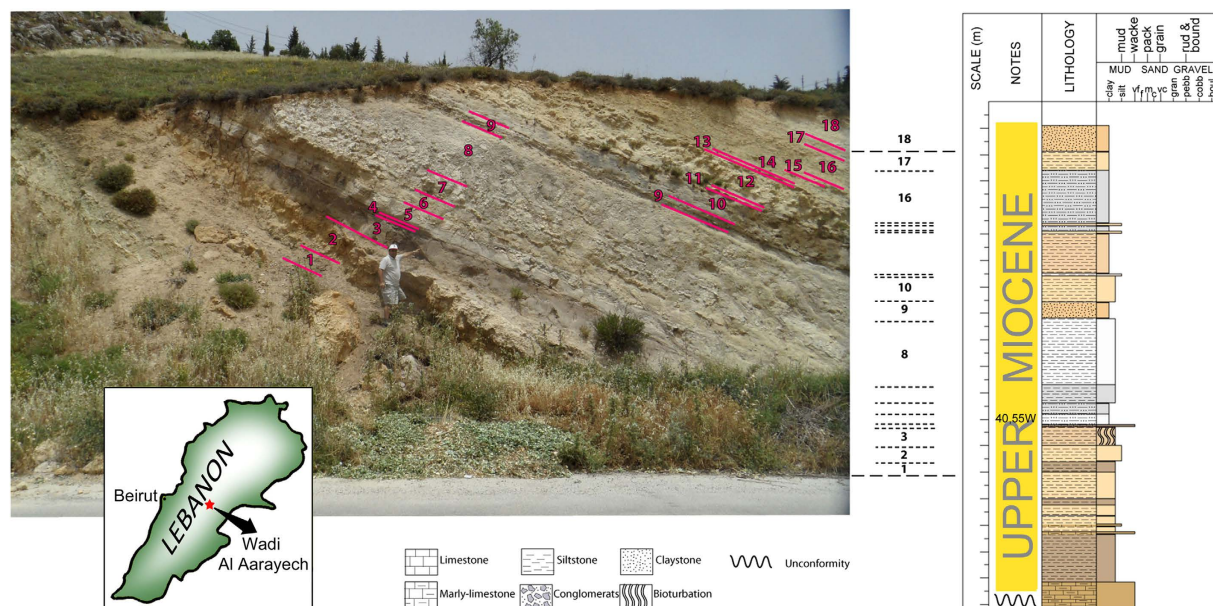 1
2
3
4
5
6
7
8
9
9
10
11
12
13
14
15
16
17
18
Beirut
LEBANON
Wadi
Al Aarayech
18
17
16
10
9
8
3
2
1
SCALE (m)
NOTES
LITHOLOGY
mud
wacke
pack
grain
rud &
bound
MUD SAND GRAVEL
clay
silt
vf
f
m
c
vc
gran
pebb
cobb
boul
UPPER MIOCENE
40.55W
Limestone
Siltstone
Claystone
Unconformity
Marly-limestone
Conglomerats
Bioturbation